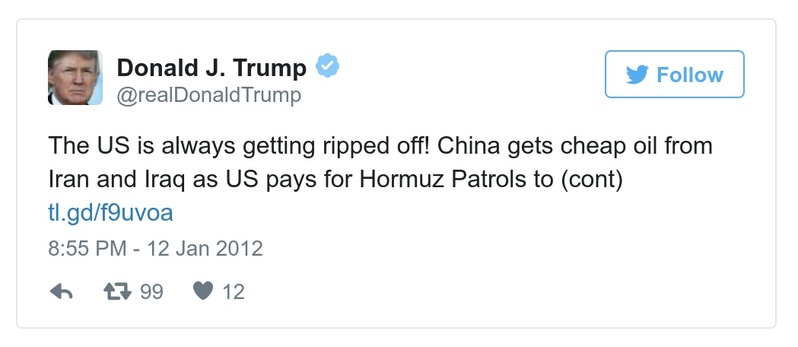 Donald J. Trump
@realDonaldTrump
Follow
The US is always getting ripped off! China gets cheap oil from
Iran and Iraq as US pays for Hormuz Patrols to (cont)
tl.gd/f9uvoa
8:55 PM - 12 Jan 2012
99
12